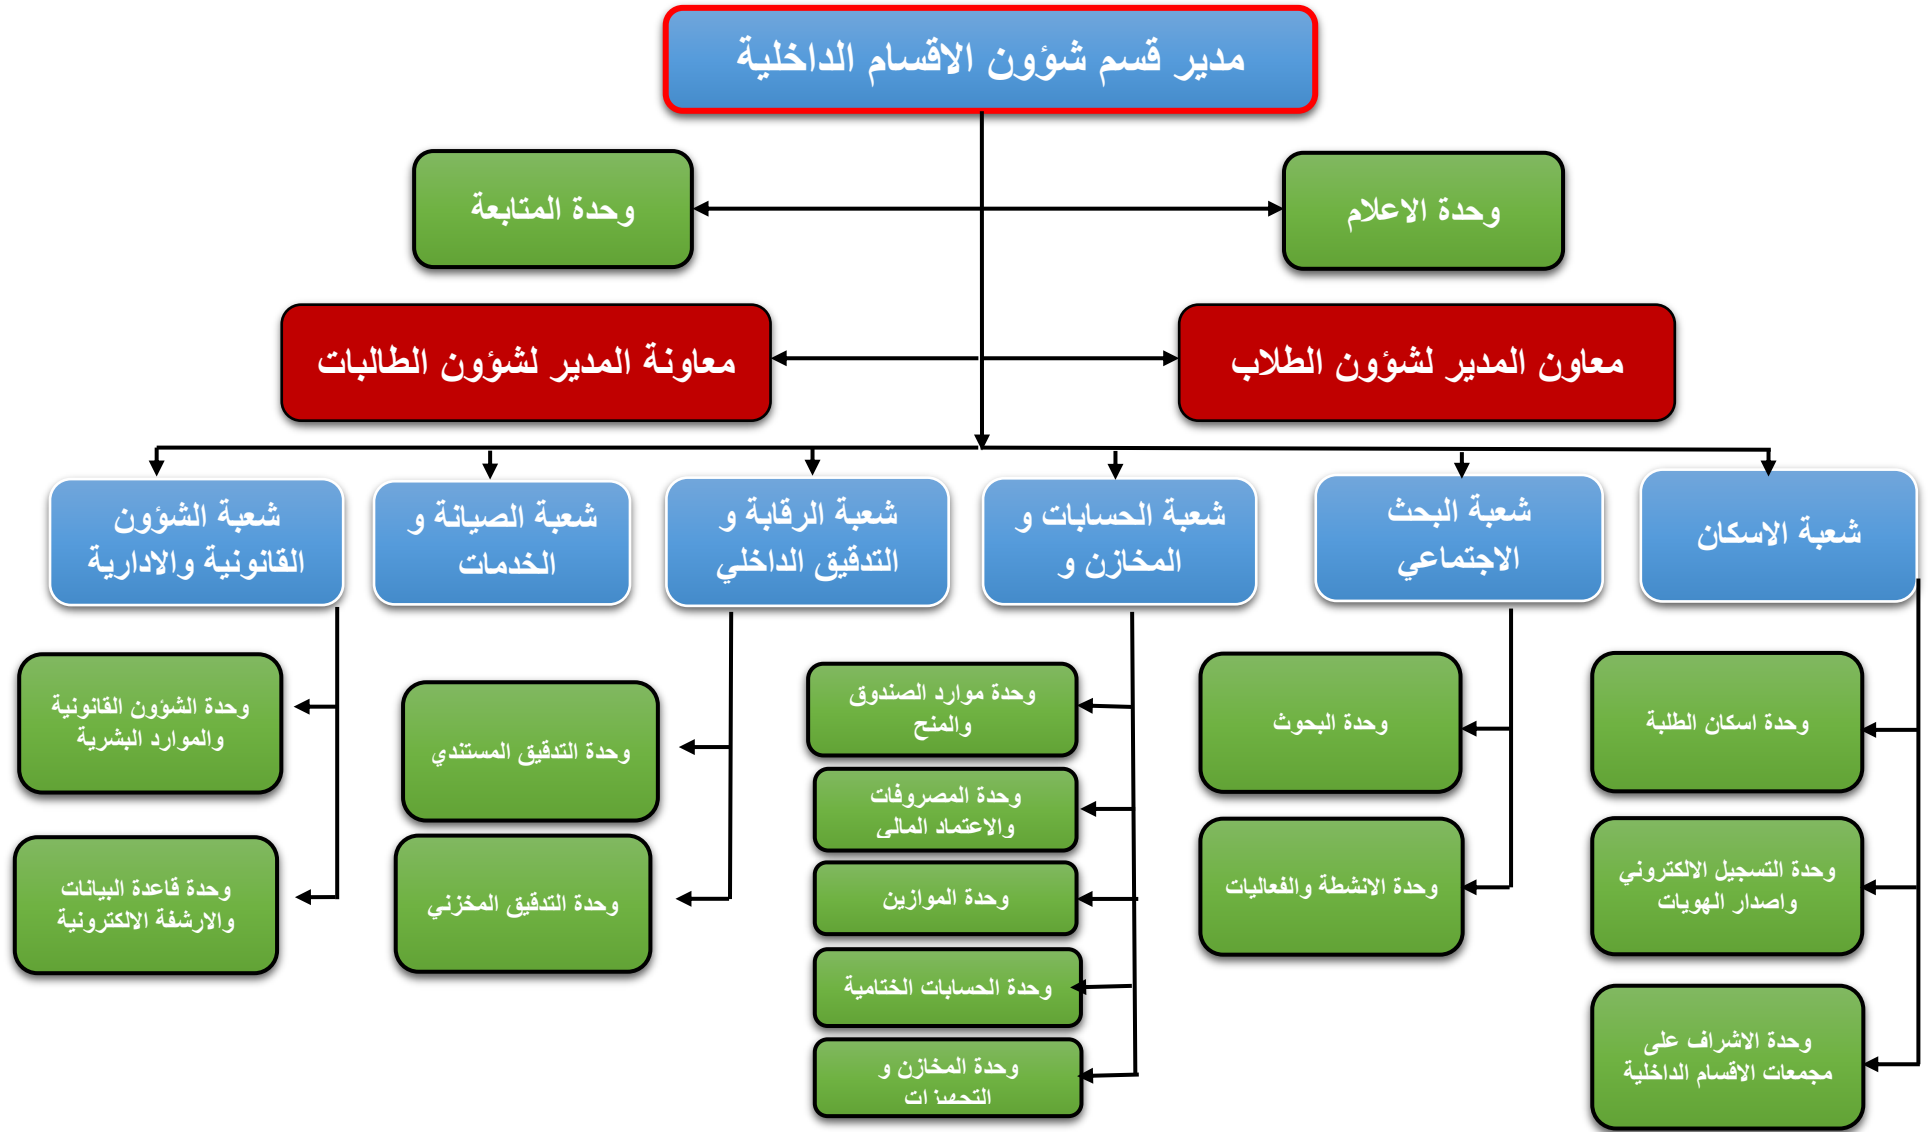 مدير قسم شؤون الاقسام الداخلية
وحدة الاعلام
وحدة المتابعة
معاون المدير لشؤون الطلاب
معاونة المدير لشؤون الطالبات
شعبة الاسكان
شعبة البحث
الاجتماعي
شعبة الحسابات و
المخازن و
شعبة الرقابة و
التدقيق الداخلي
شعبة الصيانة و
الخدمات
شعبة الشؤون
القانونية والادارية
وحدة اسكان الطلبة
وحدة التسجيل الالكتروني
واصدار الهويات
وحدة الاشراف على
مجمعات الاقسام الداخلية
وحدة البحوث
وحدة الانشطة والفعاليات
وحدة موارد الصندوق
والمنح
وحدة المصروفات
والاعتماد المالي
وحدة الموازين
وحدة الحسابات الختامية
وحدة المخازن و
التجهيزات
وحدة التدقيق المستندي
وحدة التدقيق المخزني
وحدة الشؤون القانونية
والموارد البشرية
وحدة قاعدة البيانات
والارشفة الالكترونية